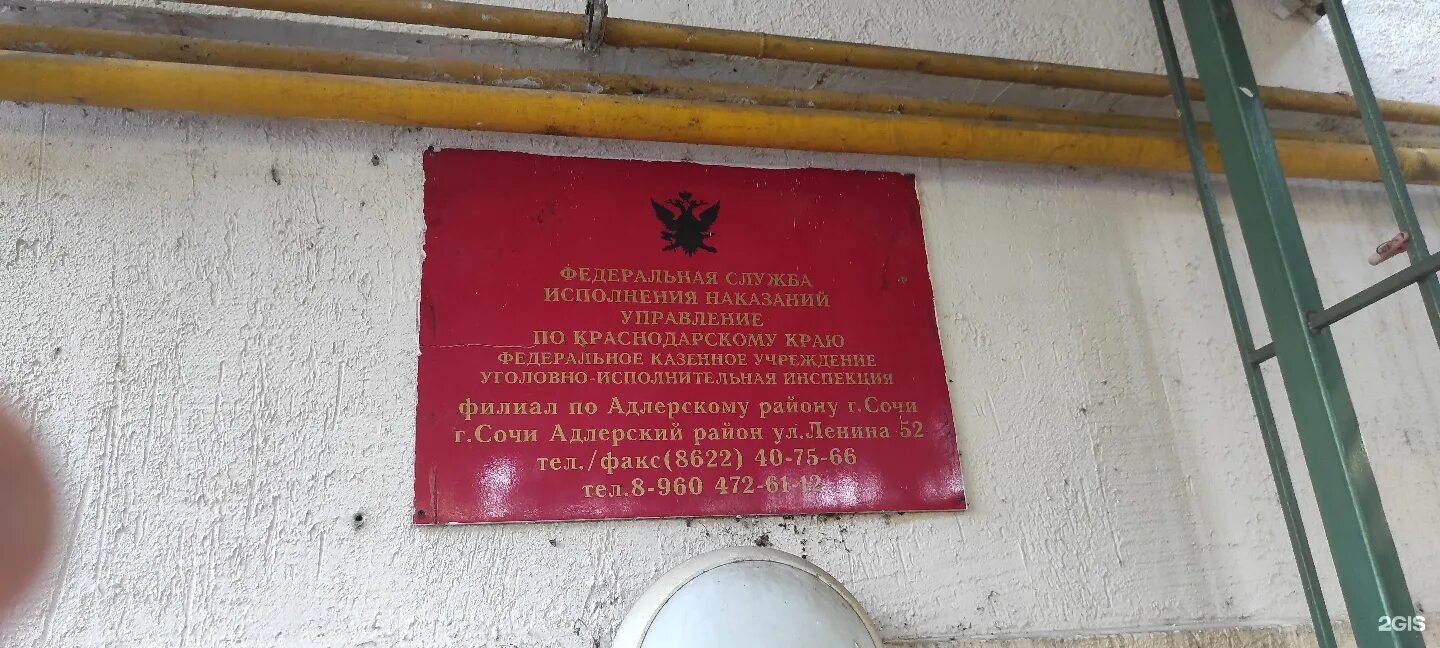 ФЕДЕРАЛЬНАЯ СЛУЖБА
ИСПОЛНЕНИЯ НАКАЗАНИЙ
УПРАВЛЕНИЕ
ПО КРАСНОДАРСКОМУ КРАЮ
ФЕДЕРАЛЬНОЕ КАЗЕННОЕ УЧРЕЖДЕНИЕ
УГОЛОВНО-ИСПОЛНИТЕЛЬНАЯ ИНСПЕКЦИЯ
филиал по Адлерскому району г.Сочи
г.Сочи Адлерский район ул.Ленина 52
тел./факс(8622) 40-75-66
тел.8-960 472-61-12
2GIS